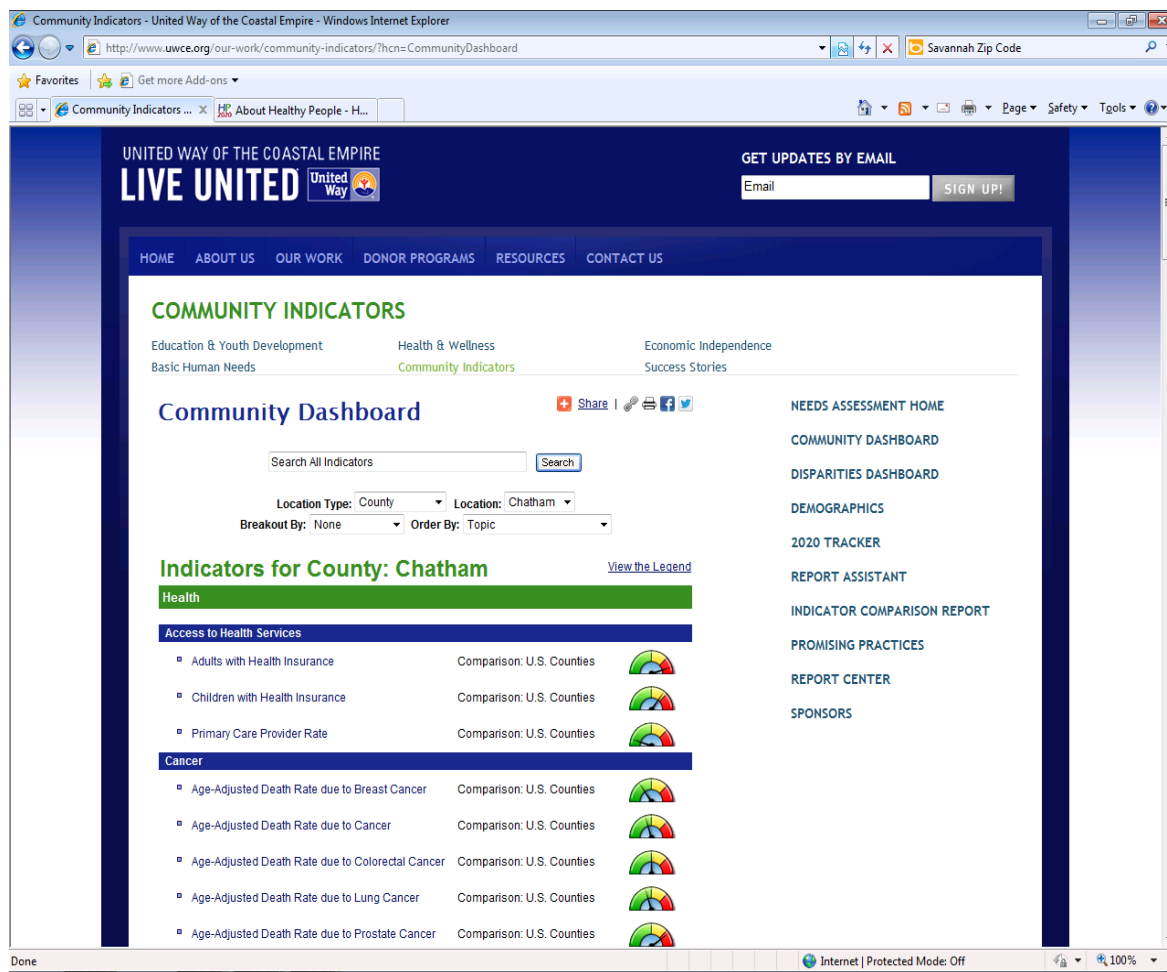 Community Indicators - United Way of the Coastal Empire - Windows Internet Explorer
http://www.uwce.org/our-work/community-indicators/?hcn=CommunityDashboard
Savannah Zip Code
Favorites
Get more Add-ons
Community Indicators ... X
HP 2020 About Healthy People - H...
Page Safety Tools
UNITED WAY OF THE COASTAL EMPIRE
LIVE UNITED
United Way
GET UPDATES BY EMAIL
Email
SIGN UP!
HOME ABOUT US OUR WORK DONOR PROGRAMS RESOURCES CONTACT US
COMMUNITY INDICATORS
Education & Youth Development Health & Wellness Economic Independence
Basic Human Needs Community Indicators Success Stories
Community Dashboard
Share |
Search All Indicators Search
Location Type: County Location: Chatham
Breakout By: None Order By: Topic
Indicators for County: Chatham View the Legend
Health
Access to Health Services
Adults with Health Insurance Comparison: U.S. Counties
Children with Health Insurance Comparison: U.S. Counties
Primary Care Provider Rate Comparison: U.S. Counties
Cancer
Age-Adjusted Death Rate due to Breast Cancer Comparison: U.S. Counties
Age-Adjusted Death Rate due to Cancer Comparison: U.S. Counties
Age-Adjusted Death Rate due to Colorectal Cancer Comparison: U.S. Counties
Age-Adjusted Death Rate due to Lung Cancer Comparison: U.S. Counties
Age-Adjusted Death Rate due to Prostate Cancer Comparison: U.S. Counties
NEEDS ASSESSMENT HOME
COMMUNITY DASHBOARD
DISPARITIES DASHBOARD
DEMOGRAPHICS
2020 TRACKER
REPORT ASSISTANT
INDICATOR COMPARISON REPORT
PROMISING PRACTICES
REPORT CENTER
SPONSORS
Done Internet | Protected Mode: Off 100%